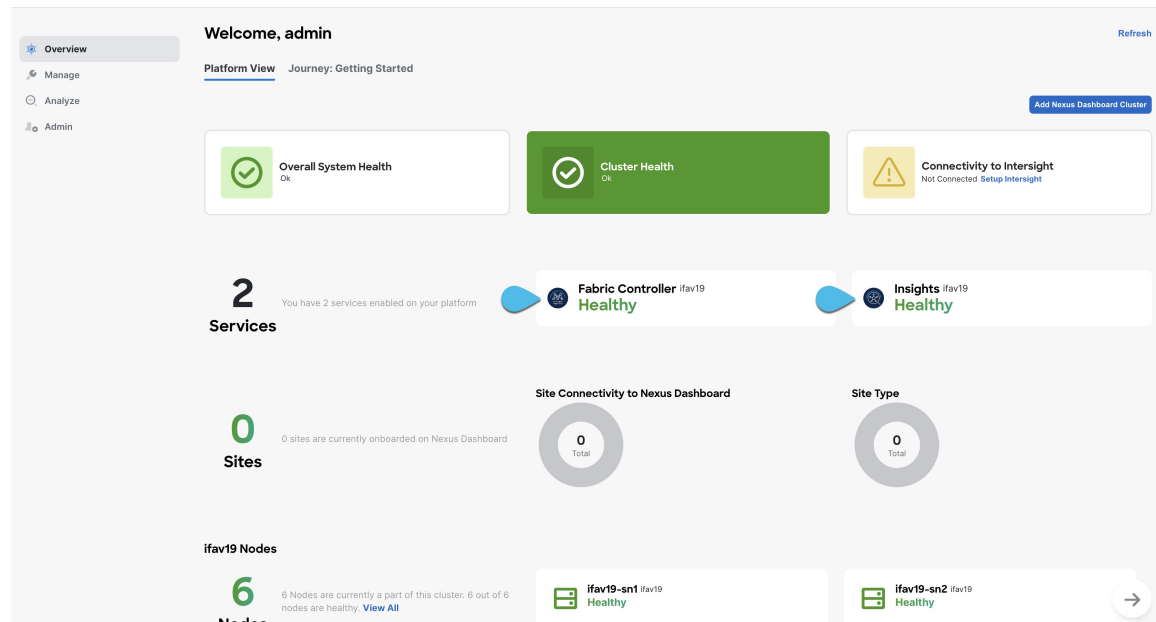 Welcome, admin
Refresh
Overview
Manage
Analyze
Admin
Platform View
Journey: Getting Started
Add Nexus Dashboard Cluster
Overall System Health
Ok
Cluster Health
Ok
Connectivity to Intersight
Not Connected Setup Intersight
2
Services
You have 2 services enabled on your platform
Fabric Controller ifav19
Healthy
Insights ifav19
Healthy
0
Sites
0 sites are currently onboarded on Nexus Dashboard
Site Connectivity to Nexus Dashboard
0
Total
Site Type
0
Total
ifav19 Nodes
6
Nodes
6 Nodes are currently a part of this cluster. 6 out of 6
nodes are healthy. View All
ifav19-sn1 ifav19
Healthy
ifav19-sn2 ifav19
Healthy